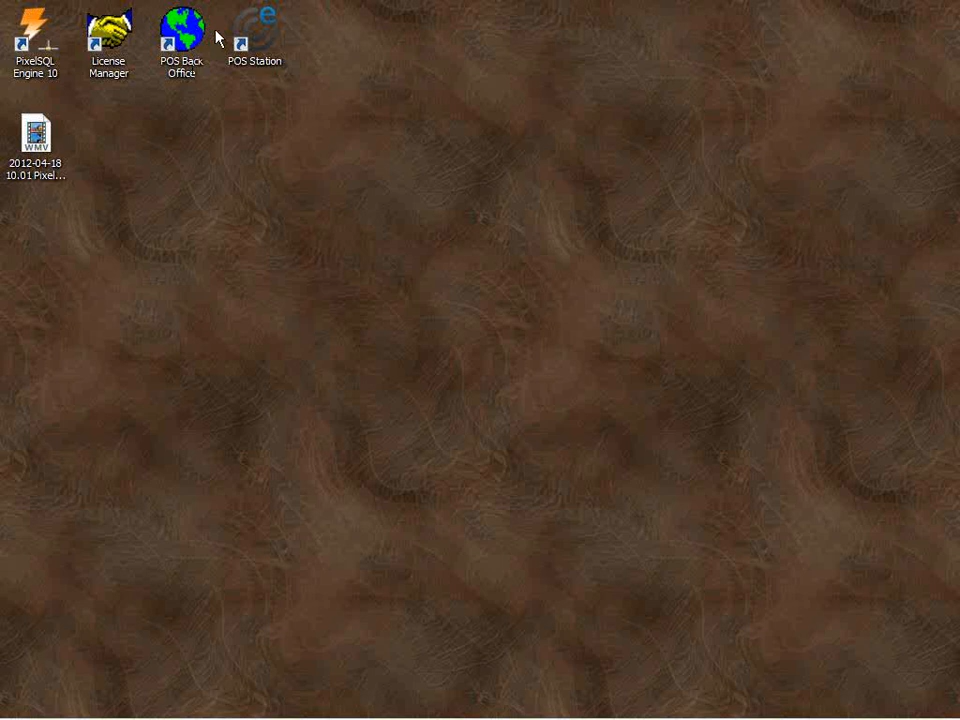 PixelSQL
Engine 10
License
Manager
POS Back
Office
e
POS Station
WMV
2012-04-18
10.01 Pixel...